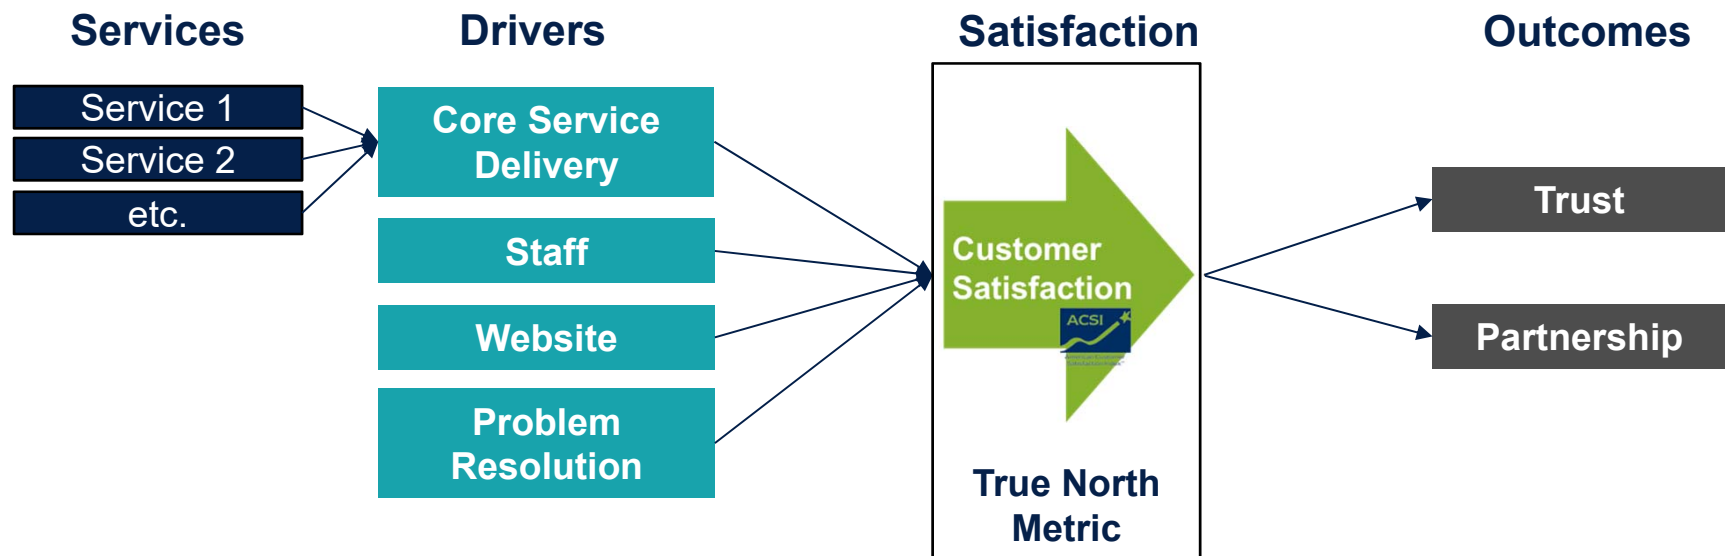 Services
Drivers
Satisfaction
Outcomes
Service 1
Service 2
etc.
Core Service
Delivery
Staff
Website
Problem
Resolution
Customer
Satisfaction
ACSI
True North
Metric
Trust
Partnership